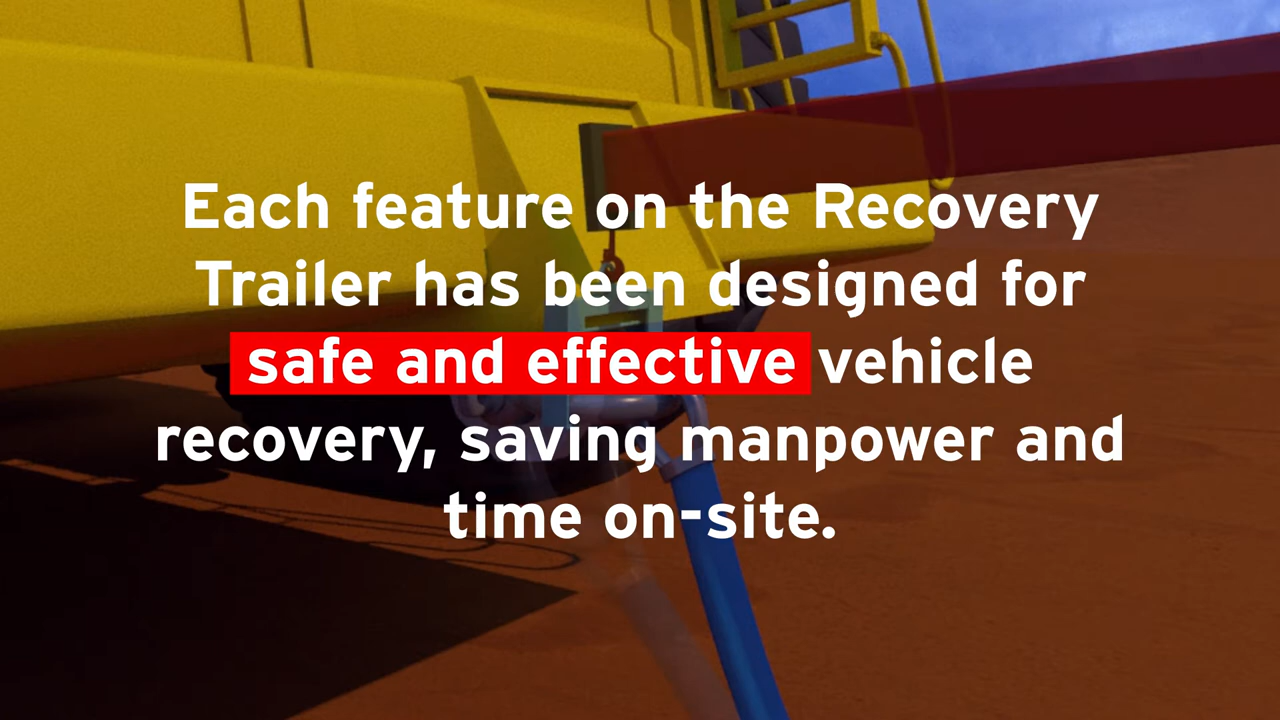 Each feature on the Recovery
Trailer has been designed for
safe and effective vehicle
recovery, saving manpower and
time on-site.